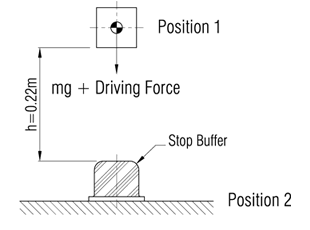 Position 1
mg + Driving Force
h=0.22m
Stop Buffer
Position 2